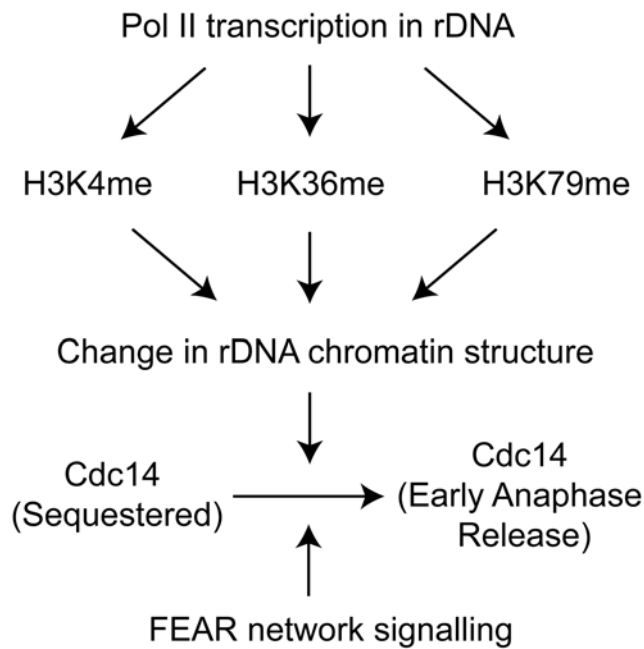 Pol II transcription in rDNA
H3K4me
H3K36me
H3K79me
Change in rDNA chromatin structure
Cdc14
(Sequestered)
Cdc14
(Early Anaphase
Release)
FEAR network signalling